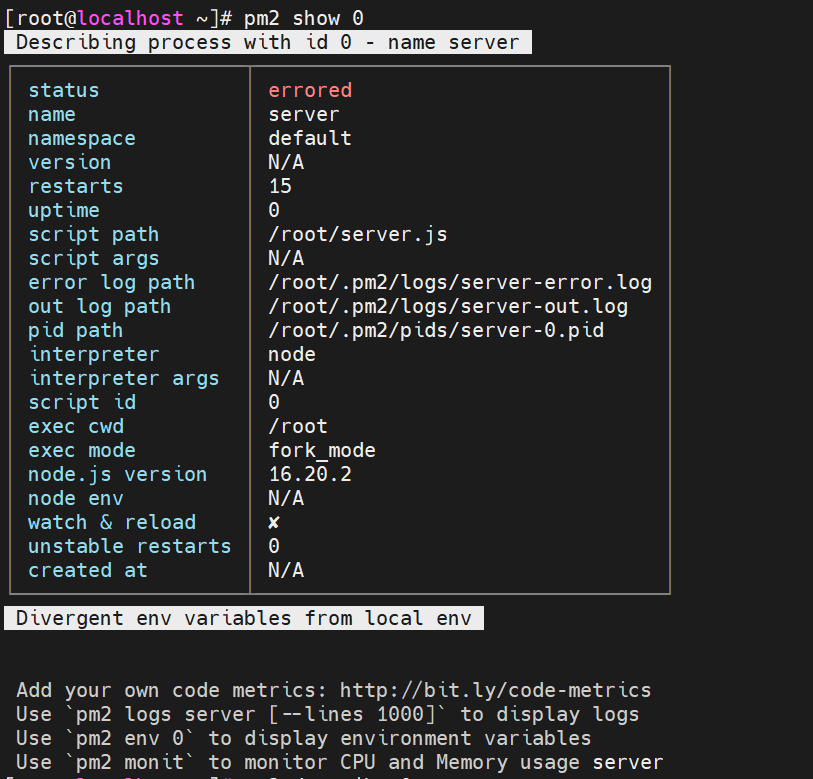 [root@localhost ~]# pm2 show 0
Describing process with id 0 - name server
status errored
name server
namespace default
version N/A
restarts 15
uptime 0
script path /root/server.js
script args N/A
error log path /root/.pm2/logs/server-error.log
out log path /root/.pm2/logs/server-out.log
pid path /root/.pm2/pids/server-0.pid
interpreter node
interpreter args N/A
script id 0
exec cwd /root
exec mode fork_mode
node.js version 16.20.2
node env N/A
watch & reload ✘
unstable restarts 0
created at N/A
Divergent env variables from local env
Add your own code metrics: http://bit.ly/code-metrics
Use `pm2 logs server [--lines 1000]` to display logs
Use `pm2 env 0` to display environment variables
Use `pm2 monit` to monitor CPU and Memory usage server